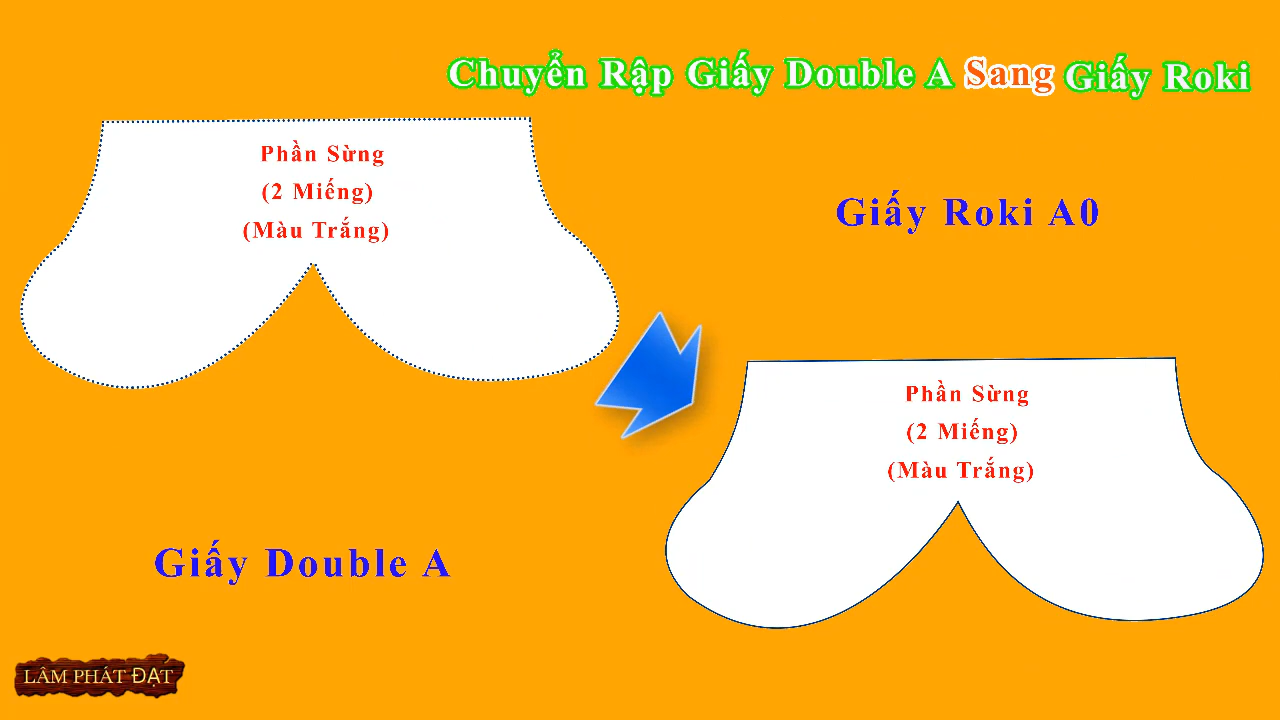 Chuyển Rập Giấy Double A Sang Giấy Roki
Phần Sừng
(2 Miếng)
(Màu Trắng)
Giấy Roki A0
Phần Sừng
(2 Miếng)
(Màu Trắng)
Giấy Double A
LÂM PHÁT ĐẠT